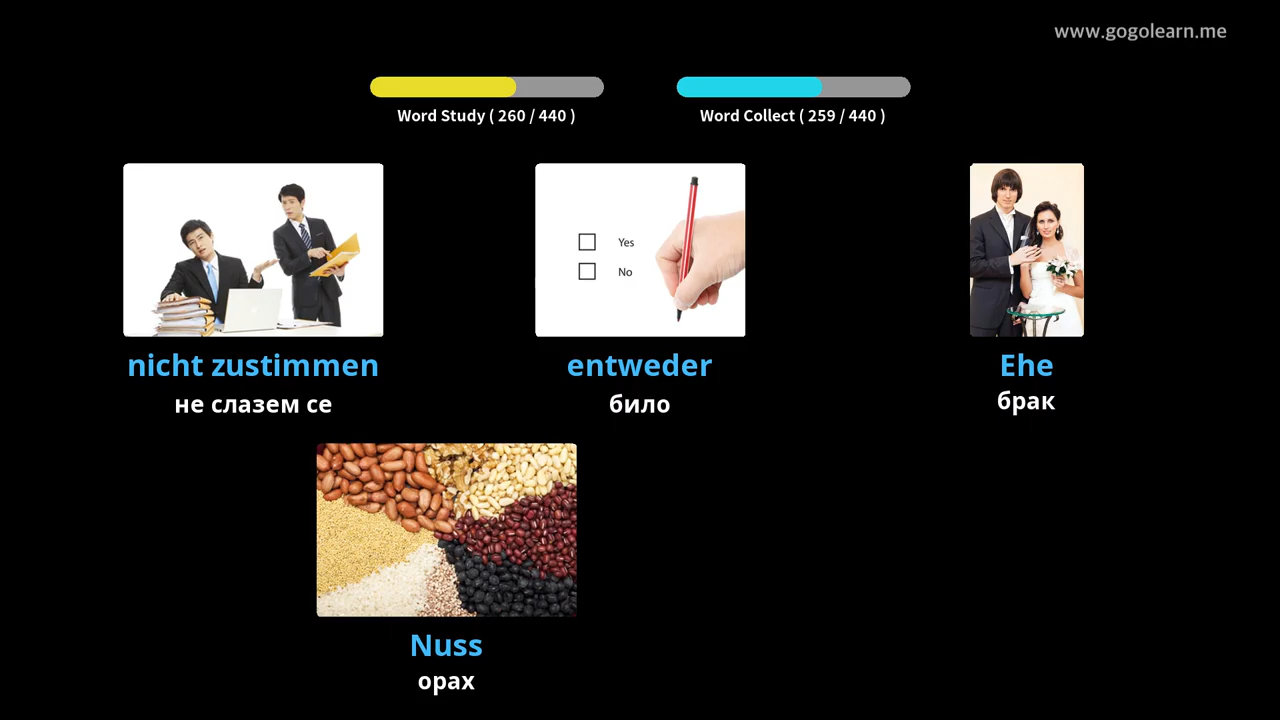 www.gogolearn.me
Word Study ( 260 / 440 )
Word Collect ( 259 / 440 )
Yes
No
nicht zustimmen
entweder
Ehe
не слазем се
било
брак
Nuss
орах